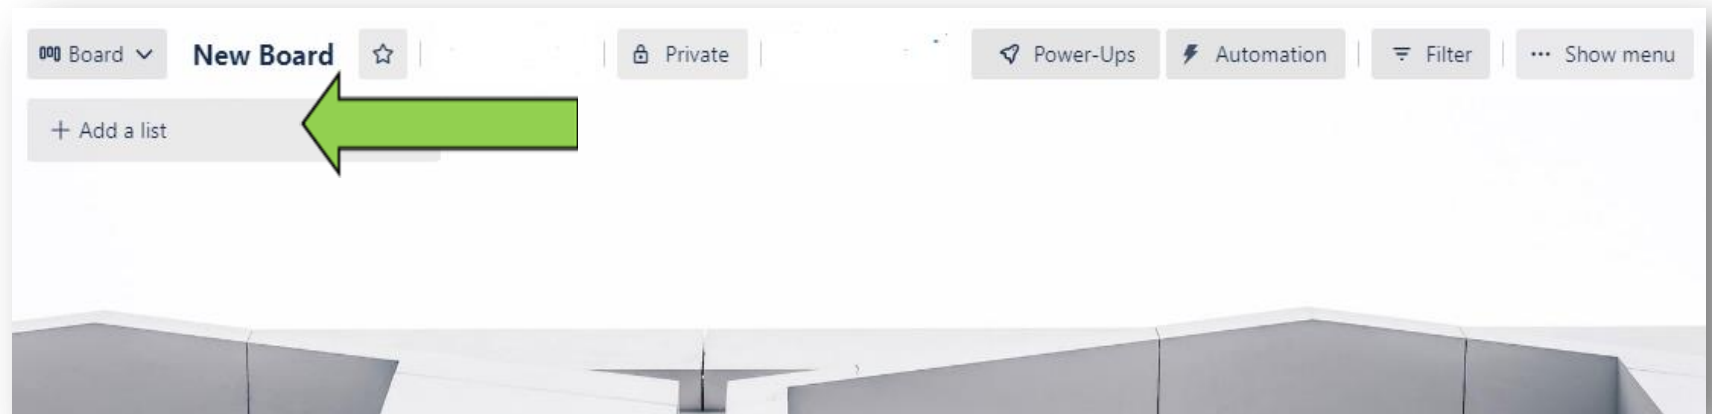 Board New Board Private Power-Ups Automation Filter ... Show menu
+ Add a list